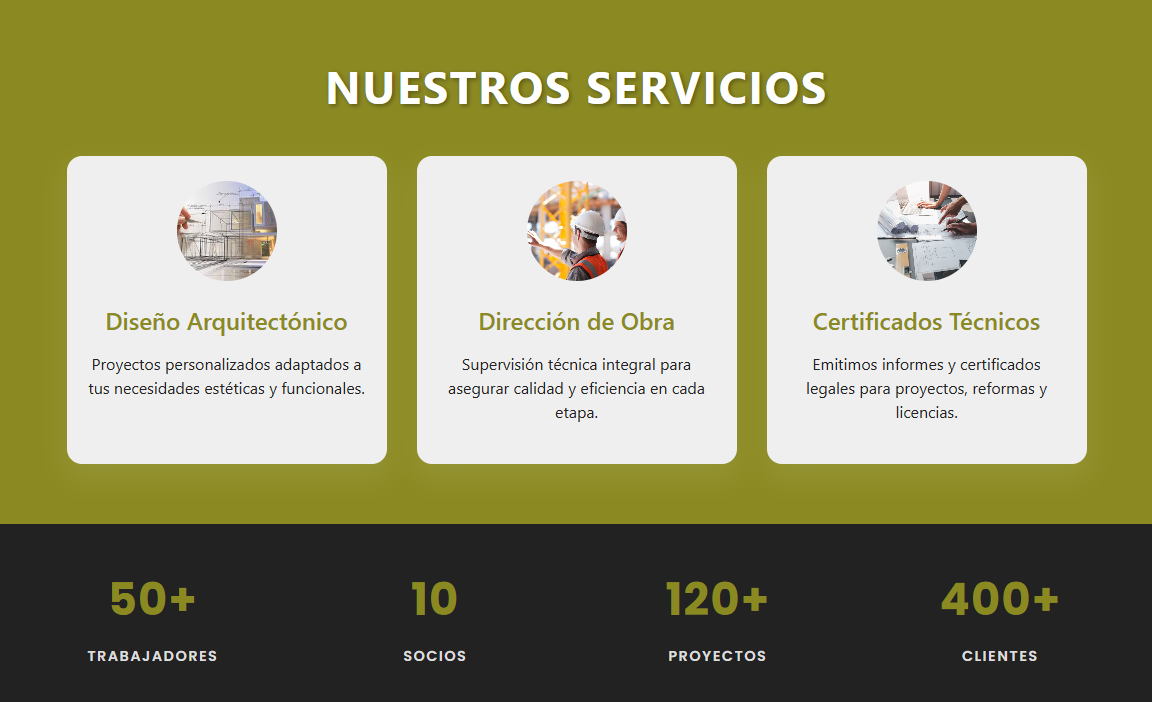 NUESTROS SERVICIOS
Diseño Arquitectónico
Proyectos personalizados adaptados a
tus necesidades estéticas y funcionales.
Dirección de Obra
Supervisión técnica integral para
asegurar calidad y eficiencia en cada
etapa.
Certificados Técnicos
Emitimos informes y certificados
legales para proyectos, reformas y
licencias.
50+
TRABAJADORES
10
SOCIOS
120+
PROYECTOS
400+
CLIENTES